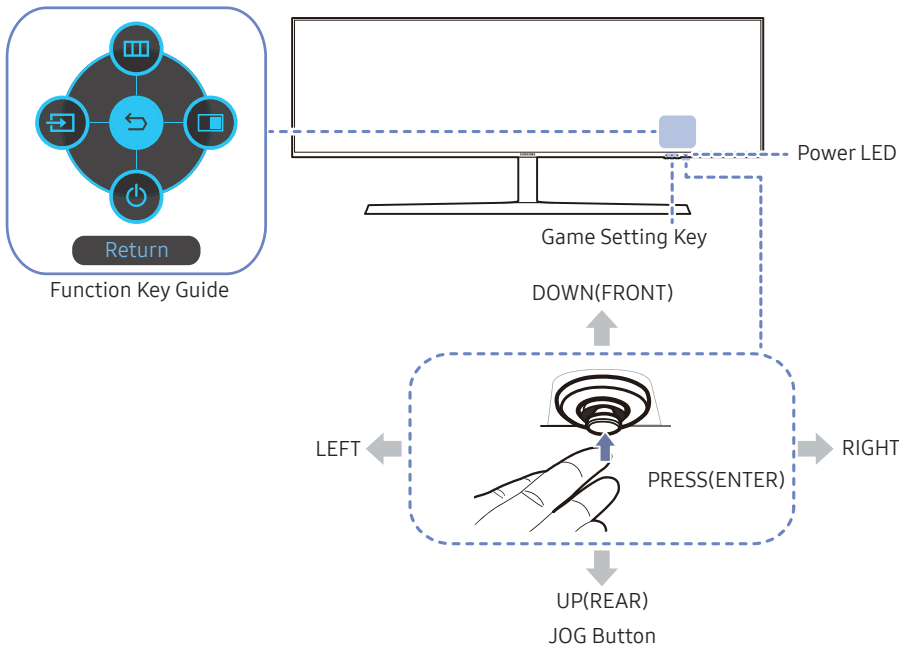 Return
Function Key Guide
SAMSUNG
Power LED
Game Setting Key
DOWN(FRONT)
LEFT
RIGHT
PRESS(ENTER)
UP(REAR)
JOG Button